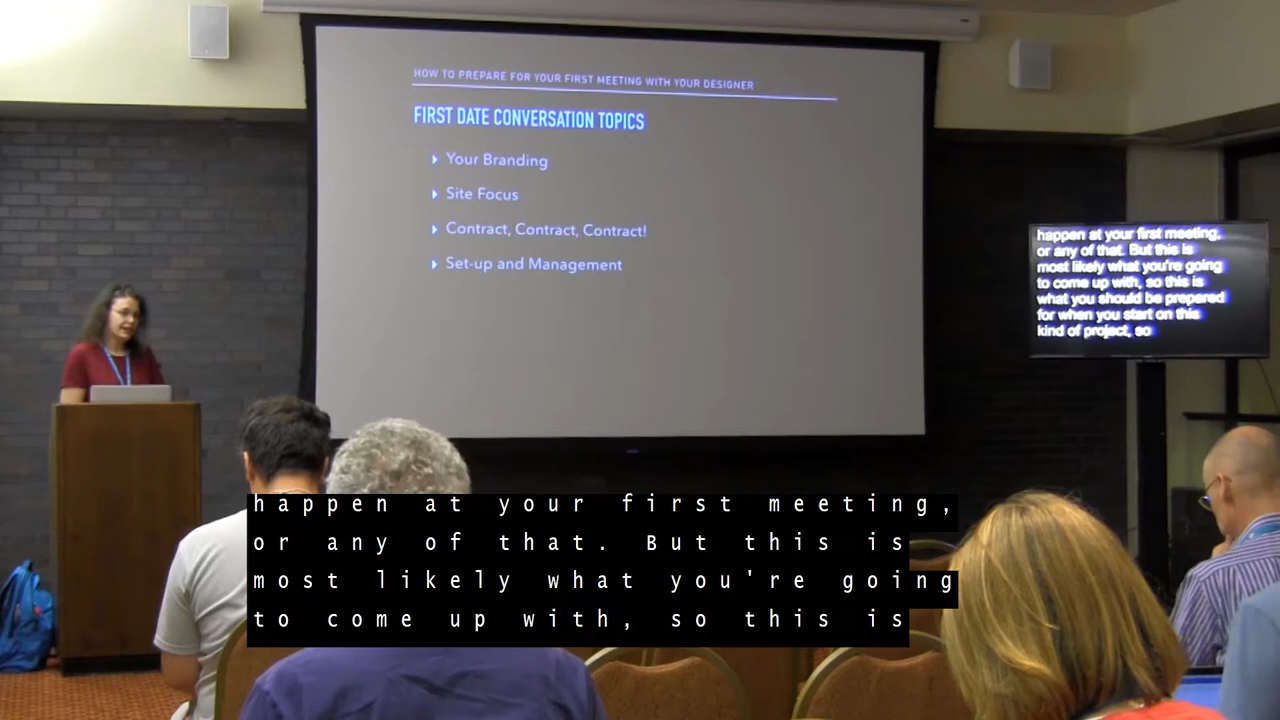 HOW TO PREPARE FOR YOUR FIRST MEETING WITH YOUR DESIGNER
FIRST DATE CONVERSATION TOPICS
Your Branding
Site Focus
Contract, Contract, Contract!
Set-up and Management
happen at your first meeting,
or any of that. But this is
most likely what you're going
to come up with, so this is
what you should be prepared
for when you start on this
kind of project, so
happen at your first meeting,
or any of that. But this is
most likely what you're going
to come up with, so this is